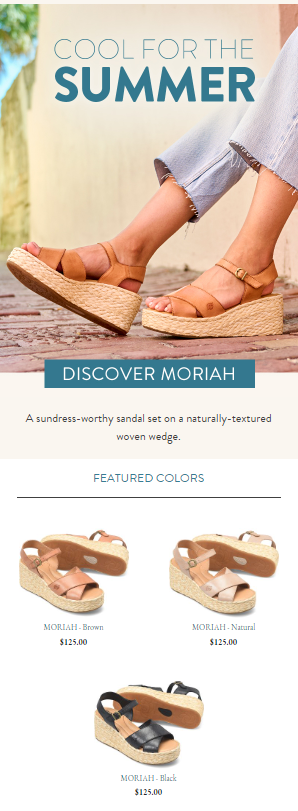 COOL FOR THE
SUMMER
DISCOVER MORIAH
A sundress-worthy sandal set on a naturally-textured
woven wedge.
FEATURED COLORS
MORIAH - Brown
$125.00
MORIAH - Natural
$125.00
MORIAH - Black
$125.00